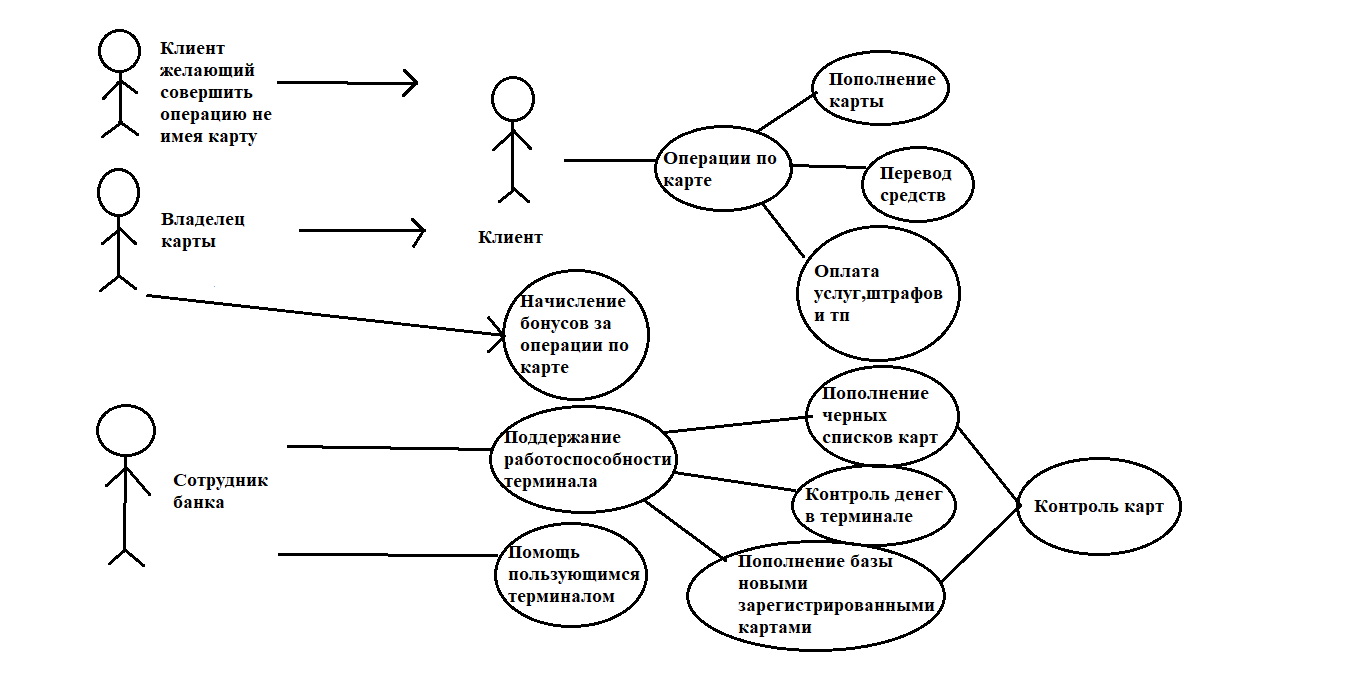 Клиент
желающий
совершить
операцию не
имея карту
Владелец
карты
Клиент
Операции по
карте
Пополнение
карты
Перевод
средств
Оплата
услуг,штрафов
и тп
Начисление
бонусов за
операции по
карте
Сотрудник
банка
Поддержание
работоспособности
терминала
Помощь
пользующимся
терминалом
Пополнение
черных
списков карт
Контроль денег
в терминале
Пополнение базы
новыми
зарегистрированными
картами
Контроль карт